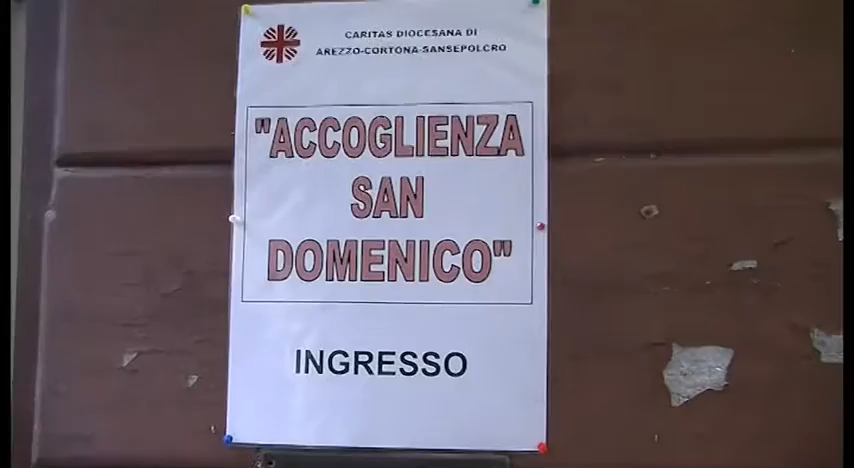 CARITAS DIOCESANA DI
AREZZO-CORTONA-SANSEPOLCRO
"ACCOGLIENZA
SAN
DOMENICO"
INGRESSO